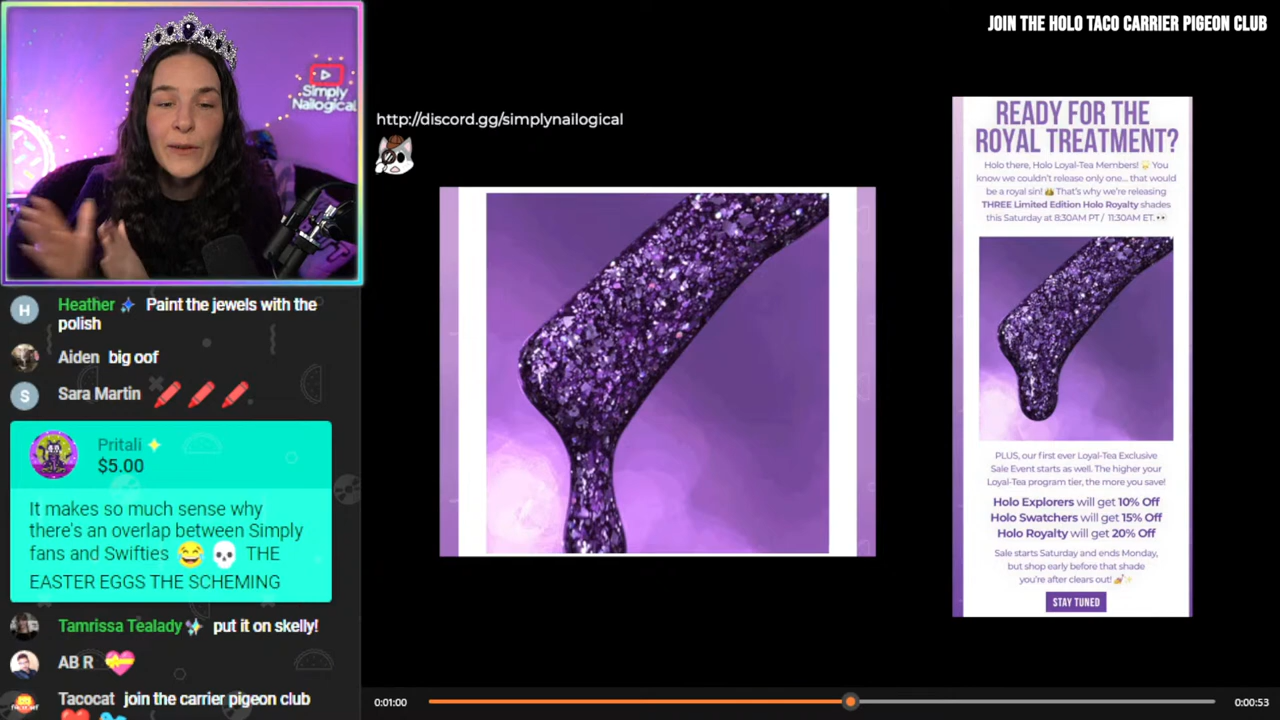 JOIN THE HOLO TACO CARRIER PIGEON CLUB
Simply
Nailogical
http://discord.gg/simplynailogical
READY FOR THE
ROYAL TREATMENT?
Holo there, Holo Loyal-Tea Members! You
know we couldn't release only one... that would
be a royal sin! That's why we're releasing
THREE Limited Edition Holo Royalty shades
this Saturday at 8:30AM PT / 11:30AM ET.
PLUS, our first ever Loyal-Tea Exclusive
Sale Event starts as well. The higher your
Loyal-Tea program tier, the more you save!
Holo Explorers will get 10% Off
Holo Swatchers will get 15% Off
Holo Royalty will get 20% Off
Sale starts Saturday and ends Monday,
but shop early before that shade
you're after clears out!
STAY TUNED
H Heather Paint the jewels with the
polish
Aiden big oof
S Sara Martin
Pritali
$5.00
It makes so much sense why
there's an overlap between Simply
fans and Swifties 😂 💀 THE
EASTER EGGS THE SCHEMING
Tamrissa Tealady put it on skelly!
AB R
Tacocat join the carrier pigeon club
0:01:00
0:00:53